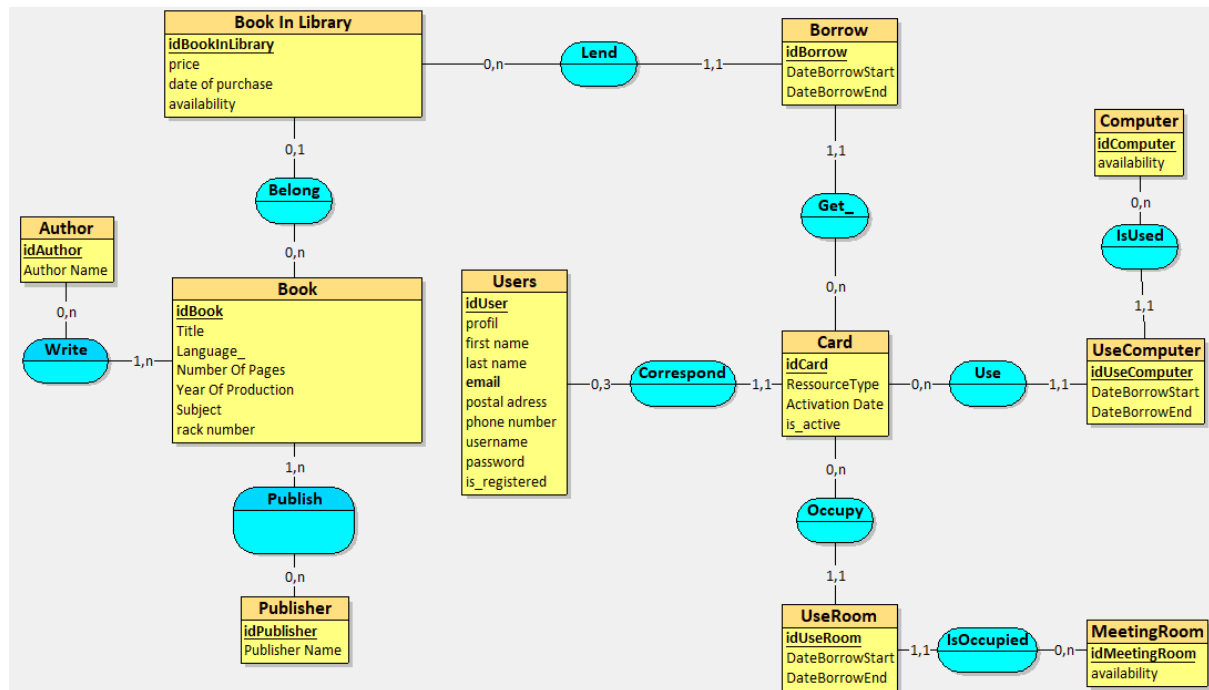 Book In Library
idBookInLibrary
price
date of purchase
availability
0,n
Lend
1,1
Borrow
idBorrow
DateBorrowStart
DateBorrowEnd
Computer
idComputer
availability
0,1
Belong
0,n
1,1
Get_
0,n
0,n
IsUsed
1,1
Author
idAuthor
Author Name
0,n
Write
1,n
Book
idBook
Title
Language_
Number Of Pages
Year Of Production
Subject
rack number
Users
idUser
profil
first name
last name
email
postal adress
phone number
username
password
is_registered
0,3
Correspond
1,1
Card
idCard
RessourceType
Activation Date
is_active
0,n
Use
1,1
UseComputer
idUseComputer
DateBorrowStart
DateBorrowEnd
1,n
Publish
0,n
Publisher
idPublisher
Publisher Name
0,n
Occupy
1,1
UseRoom
idUseRoom
DateBorrowStart
DateBorrowEnd
1,1
IsOccupied
0,n
MeetingRoom
idMeetingRoom
availability